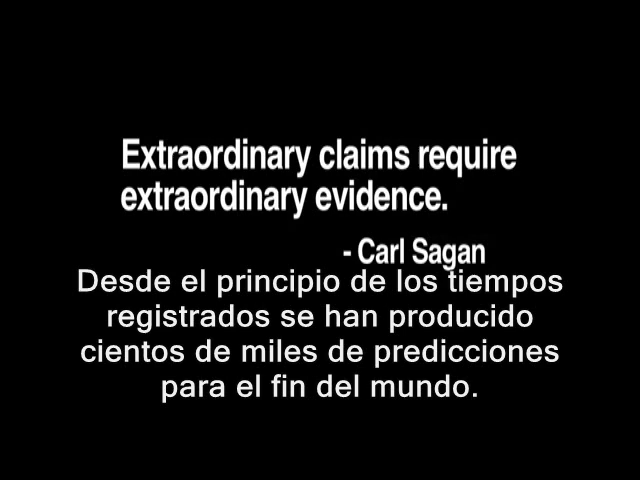 Extraordinary claims require
extraordinary evidence.
- Carl Sagan
Desde el principio de los tiempos
registrados se han producido
cientos de miles de predicciones
para el fin del mundo.